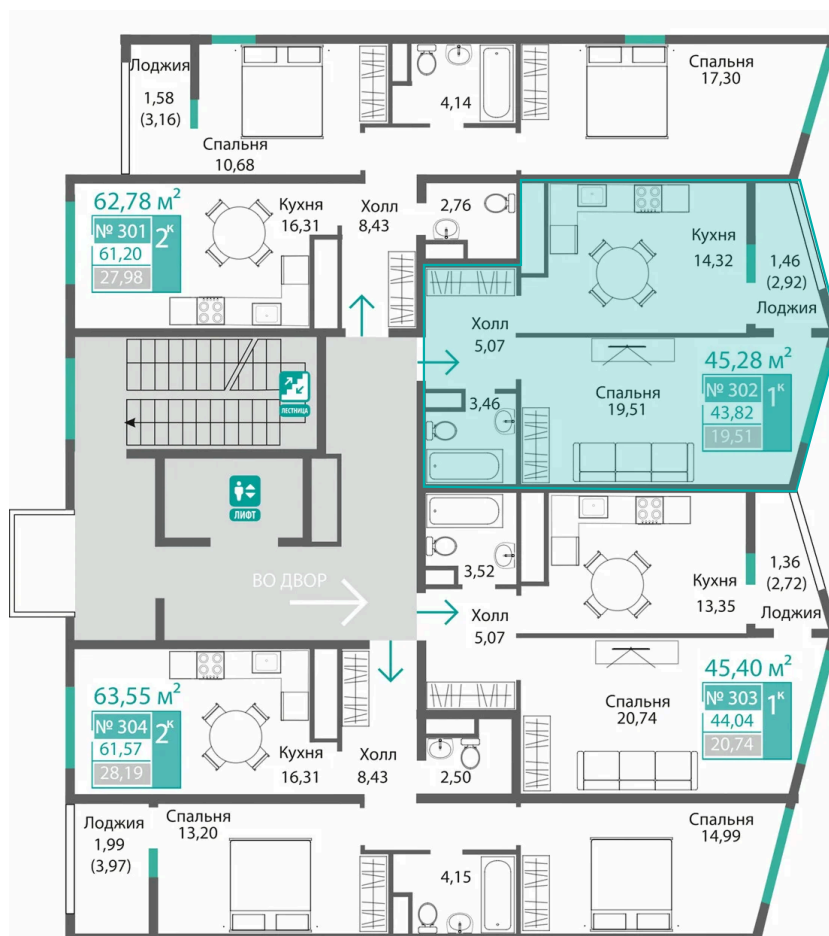 Лоджия
1,58
(3,16)
Спальня
10,68
4,14
Спальня
17,30
62,78 м²
№ 301
2к
61,20
27,98
Кухня
16,31
Холл
8,43
2,76
Кухня
14,32
1,46
(2,92)
Лоджия
Холл
5,07
45,28 м²
№ 302
1к
43,82
19,51
Спальня
19,51
3,46
ЛЕСТНИЦА
ЛИФТ
ВО ДВОР
3,52
Кухня
13,35
1,36
(2,72)
Лоджия
Холл
5,07
45,40 м²
№ 303
1к
44,04
20,74
Спальня
20,74
63,55 м²
№ 304
2к
61,57
28,19
Кухня
16,31
Холл
8,43
2,50
Лоджия
1,99
(3,97)
Спальня
13,20
4,15
Спальня
14,99